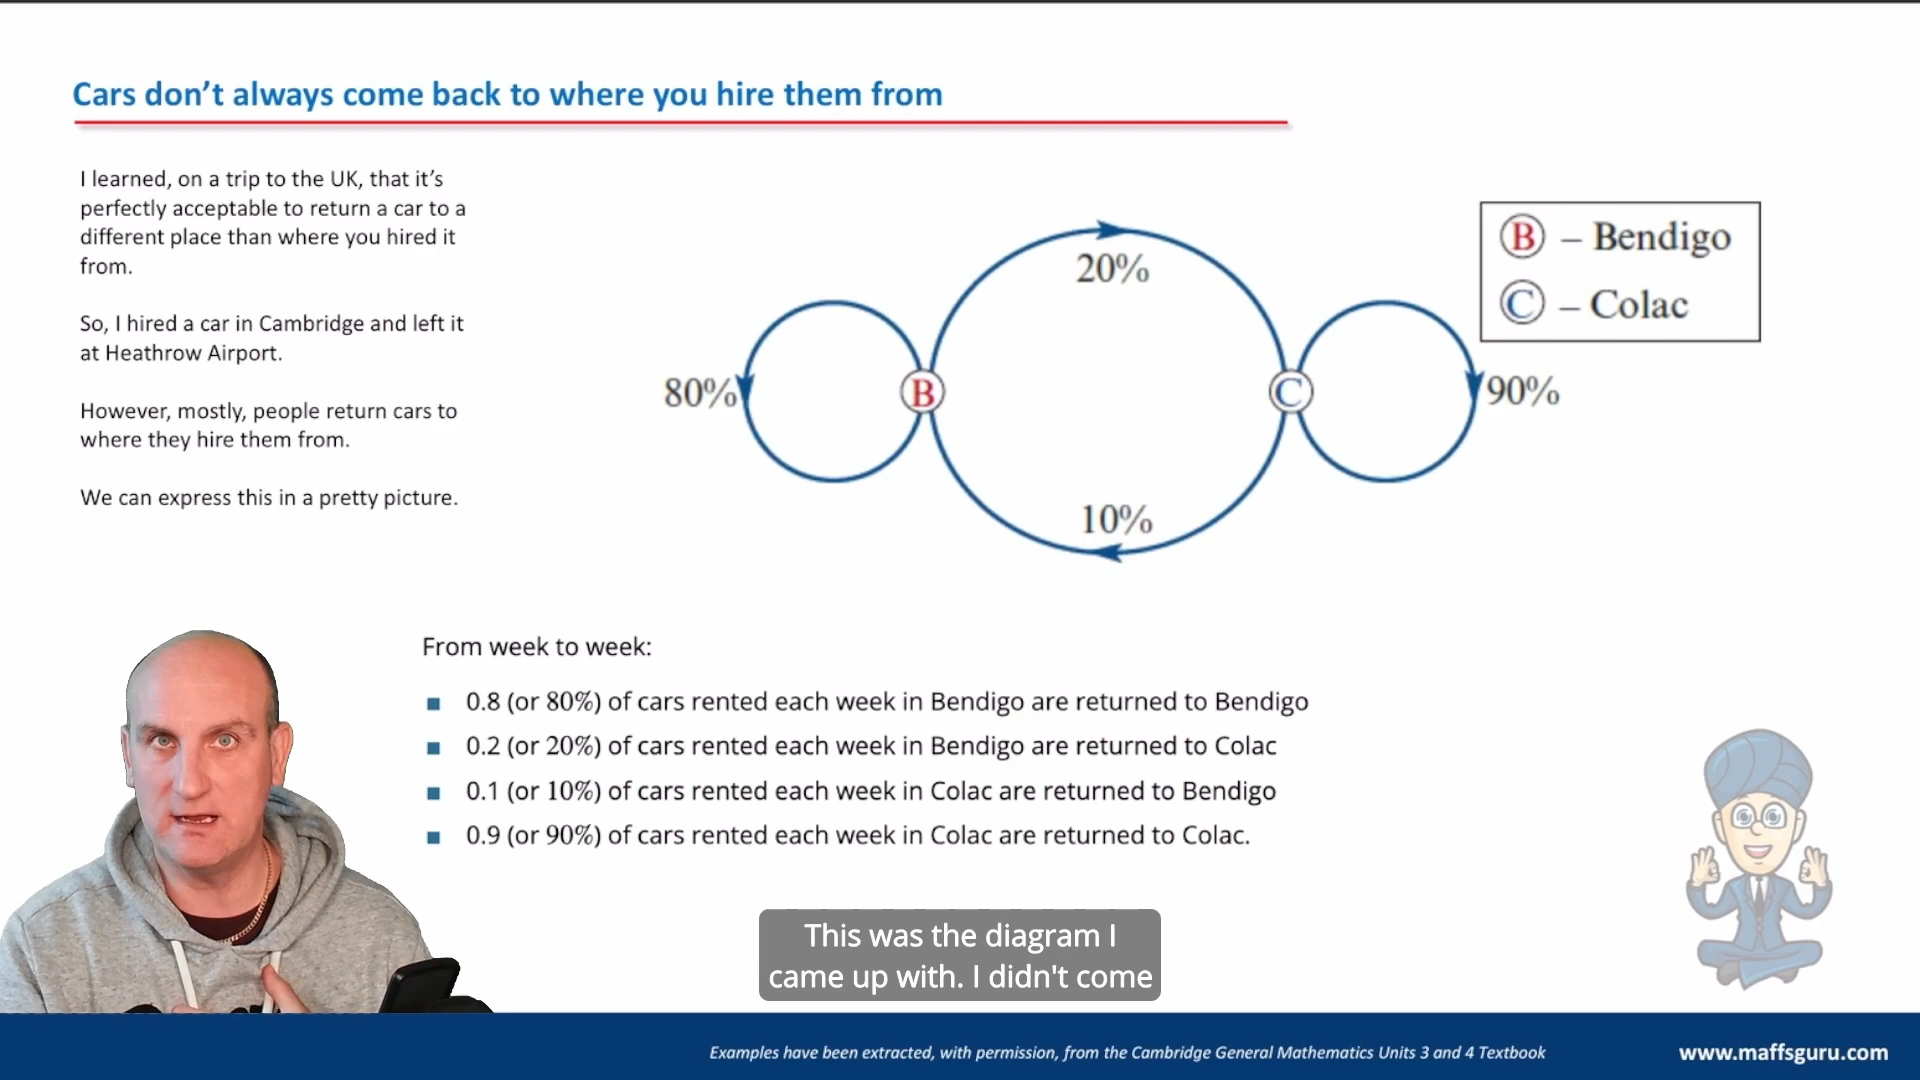 Cars don’t always come back to where you hire them from
I learned, on a trip to the UK, that it’s
perfectly acceptable to return a car to a
different place than where you hired it
from.
So, I hired a car in Cambridge and left it
at Heathrow Airport.
However, mostly, people return cars to
where they hire them from.
We can express this in a pretty picture.
20%
80%
B
C
90%
10%
B – Bendigo
C – Colac
From week to week:
■ 0.8 (or 80%) of cars rented each week in Bendigo are returned to Bendigo
■ 0.2 (or 20%) of cars rented each week in Bendigo are returned to Colac
■ 0.1 (or 10%) of cars rented each week in Colac are returned to Bendigo
■ 0.9 (or 90%) of cars rented each week in Colac are returned to Colac.
This was the diagram I
came up with. I didn't come
Examples have been extracted, with permission, from the Cambridge General Mathematics Units 3 and 4 Textbook
www.maffsguru.com